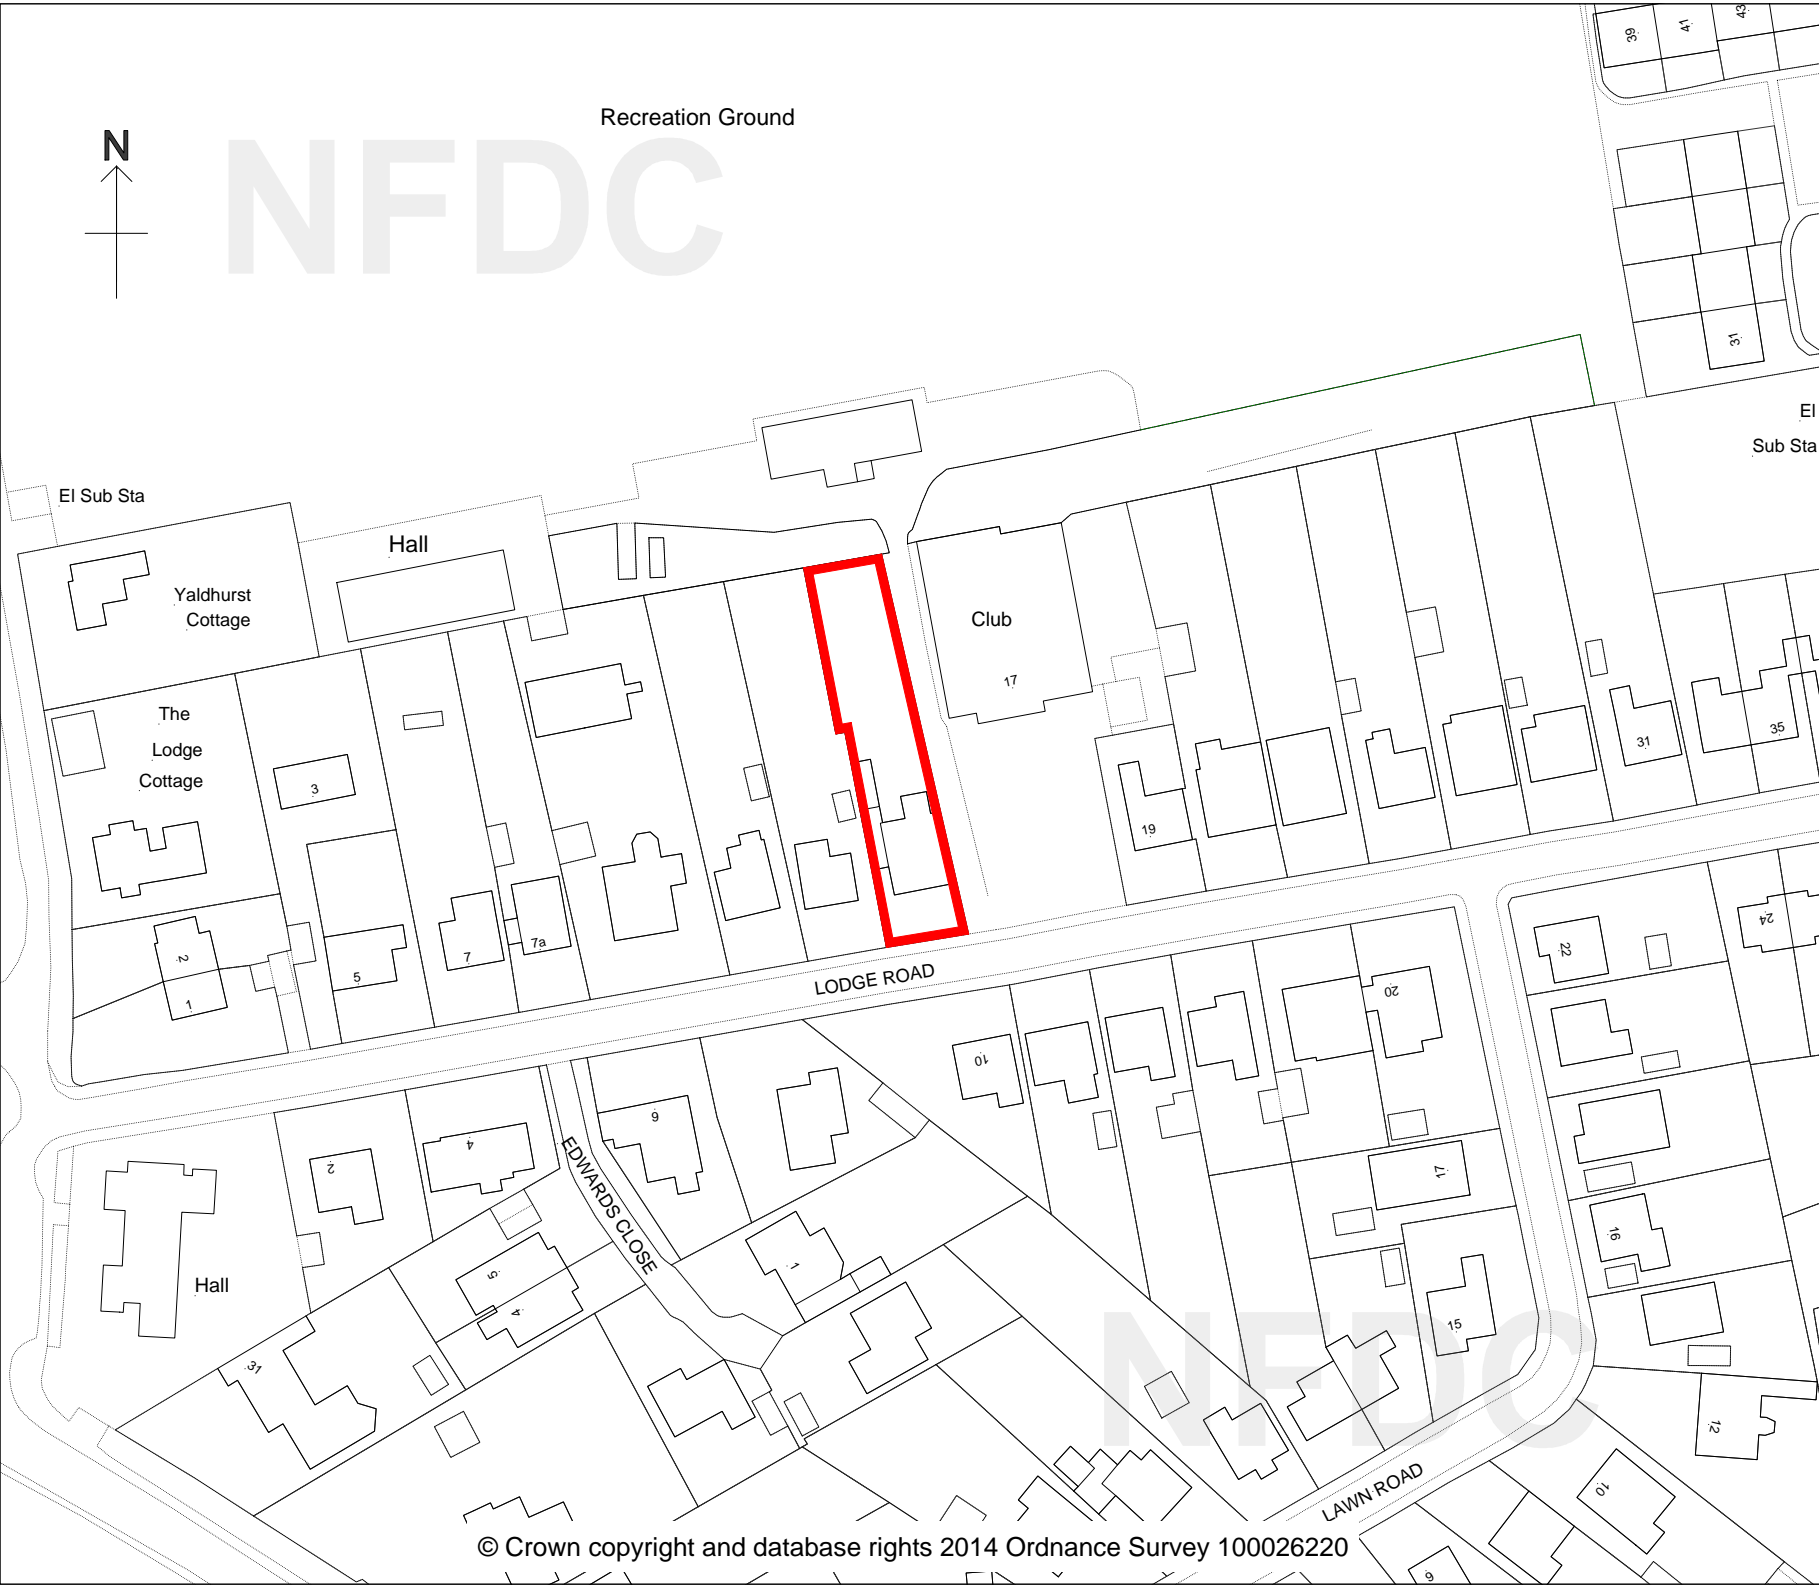 39
41
43
Recreation Ground
N
NFDC
31
El
Sub Sta
El Sub Sta
Hall
Yaldhurst
Cottage
Club
17
The
Lodge
Cottage
3
31
35
19
7a
7
5
2
1
LODGE ROAD
24
22
20
10
6
4
2
EDWARDS CLOSE
17
16
Hall
1
5
4
15
NFDC
31
12
LAWN ROAD
10
9
© Crown copyright and database rights 2014 Ordnance Survey 100026220